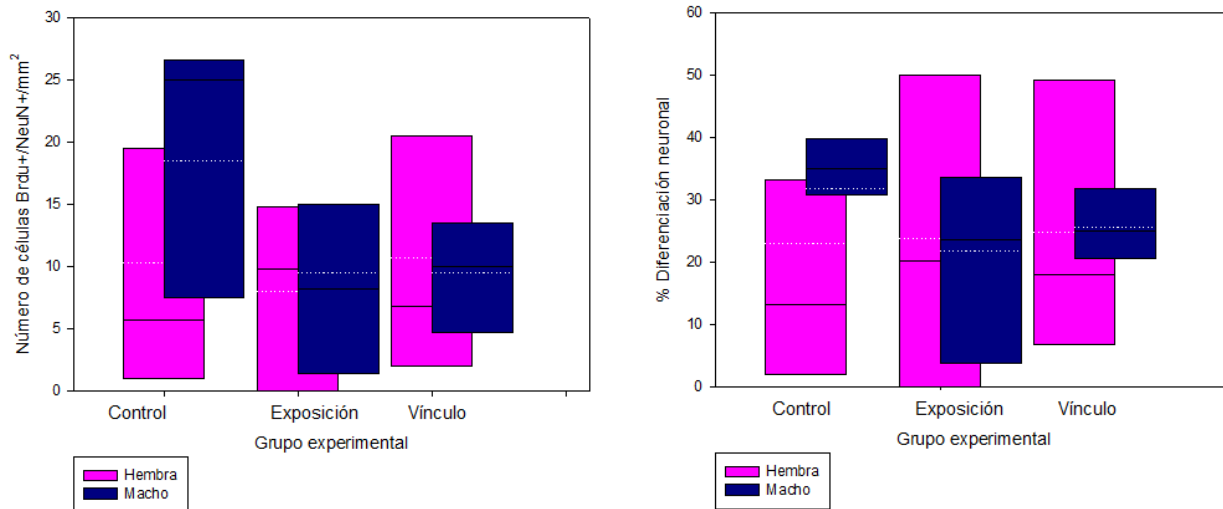 Número de células Brdu+/NeuN+/mm²
30
25
20
15
10
5
0
Control Exposición Vínculo
Grupo experimental
Hembra
Macho
% Diferenciación neuronal
60
50
40
30
20
10
0
Control Exposición Vínculo
Grupo experimental
Hembra
Macho